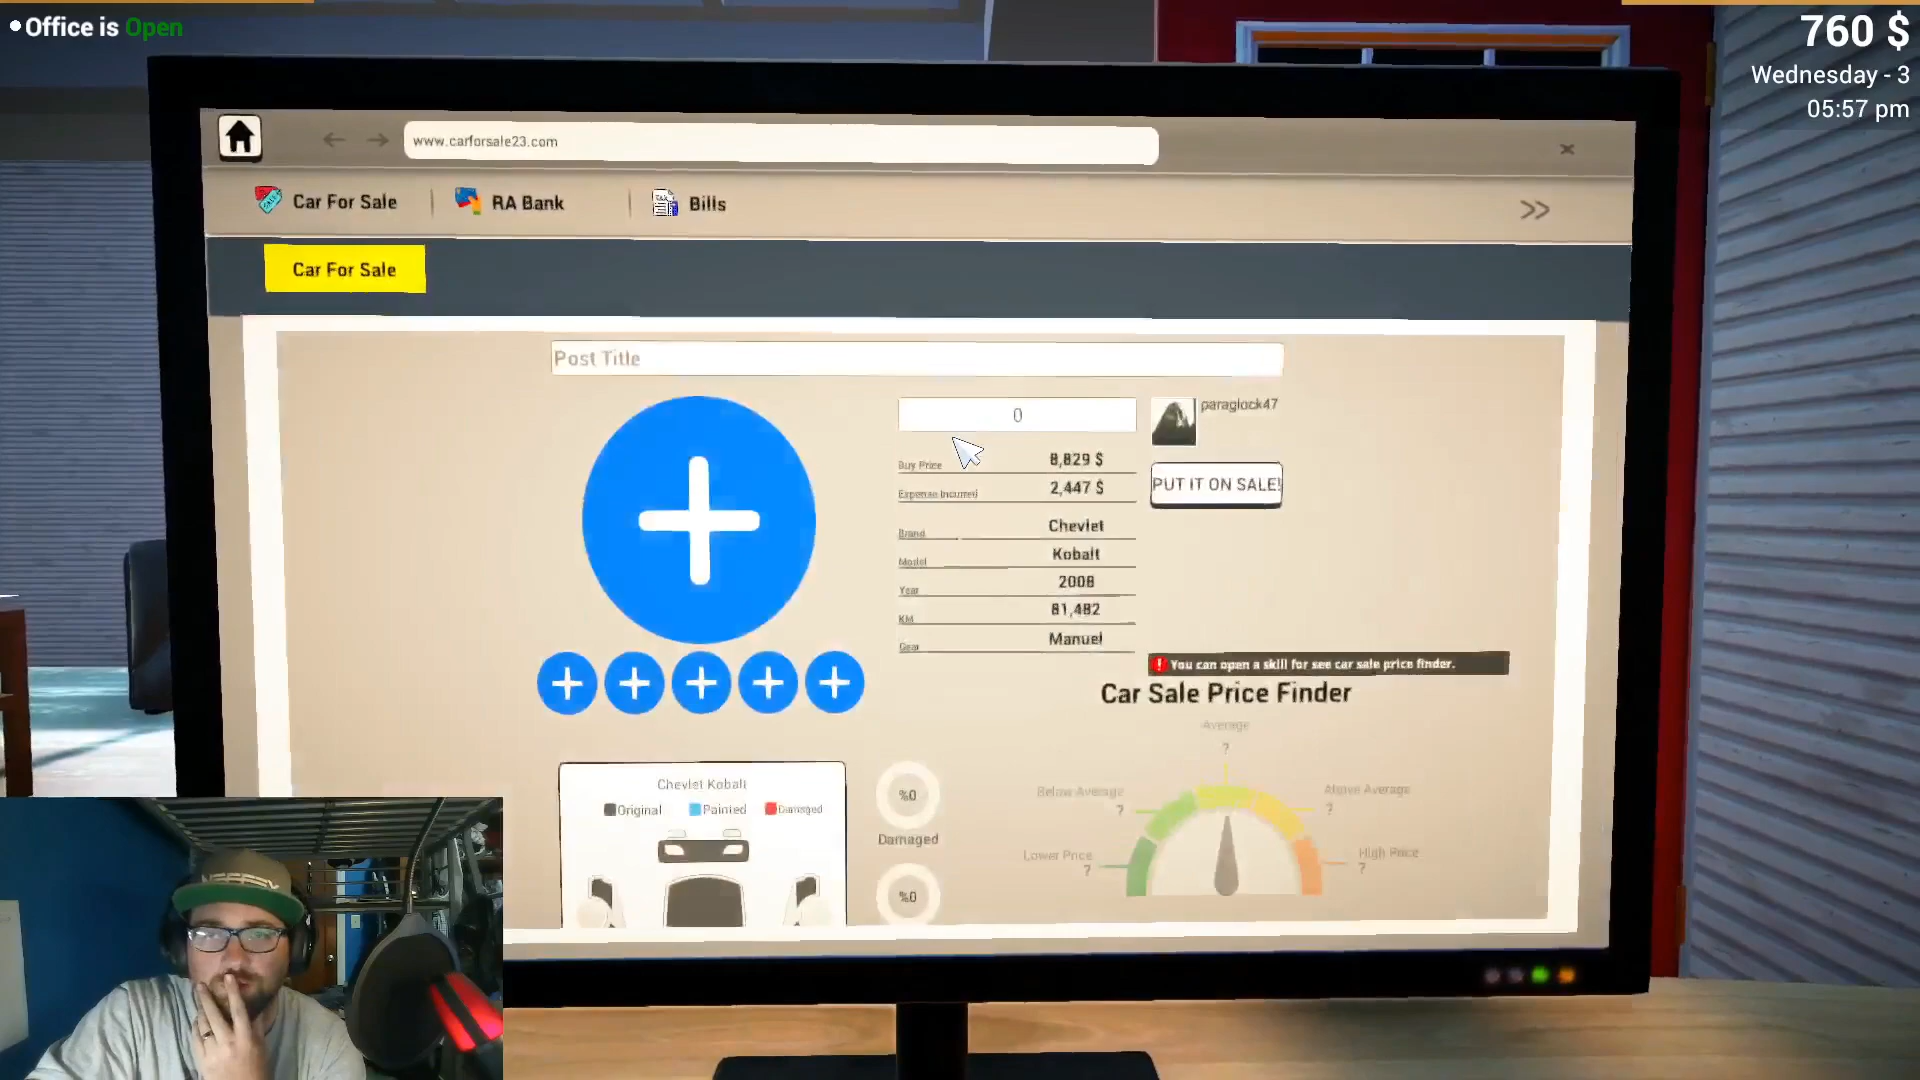 Office is Open
760 $
Wednesday - 3
05:57 pm
www.carforsale23.com
Car For Sale
RA Bank
Bills
>>
Car For Sale
Post Title
0
paraglock47
Buy Price 8,829 $
Expense Incurred 2,447 $
PUT IT ON SALE!
Brand Chevlet
Model Kobalt
Year 2008
KM 81,482
Gear Manuel
You can open a skill for see car sale price finder.
Car Sale Price Finder
Average
?
Below Average
?
Above Average
?
Lower Price
?
High Price
?
Chevlet Kobalt
Original Painted Damaged
%0
Damaged
%0